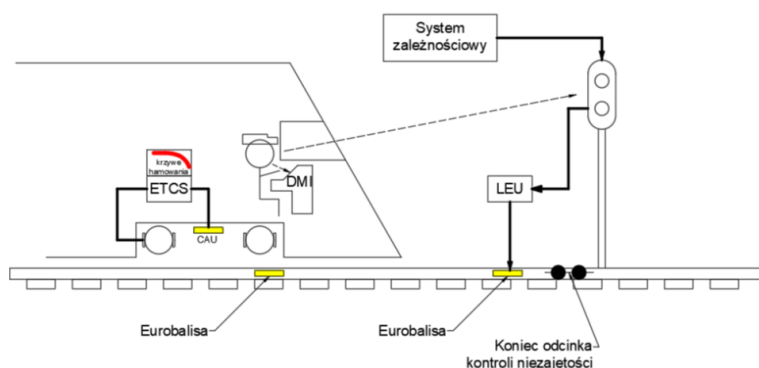 System
zależnościowy
krzywe
hamowania
ETCS
DMI
CAU
LEU
Eurobalisa
Eurobalisa
Koniec odcinka
kontroli niezajętości